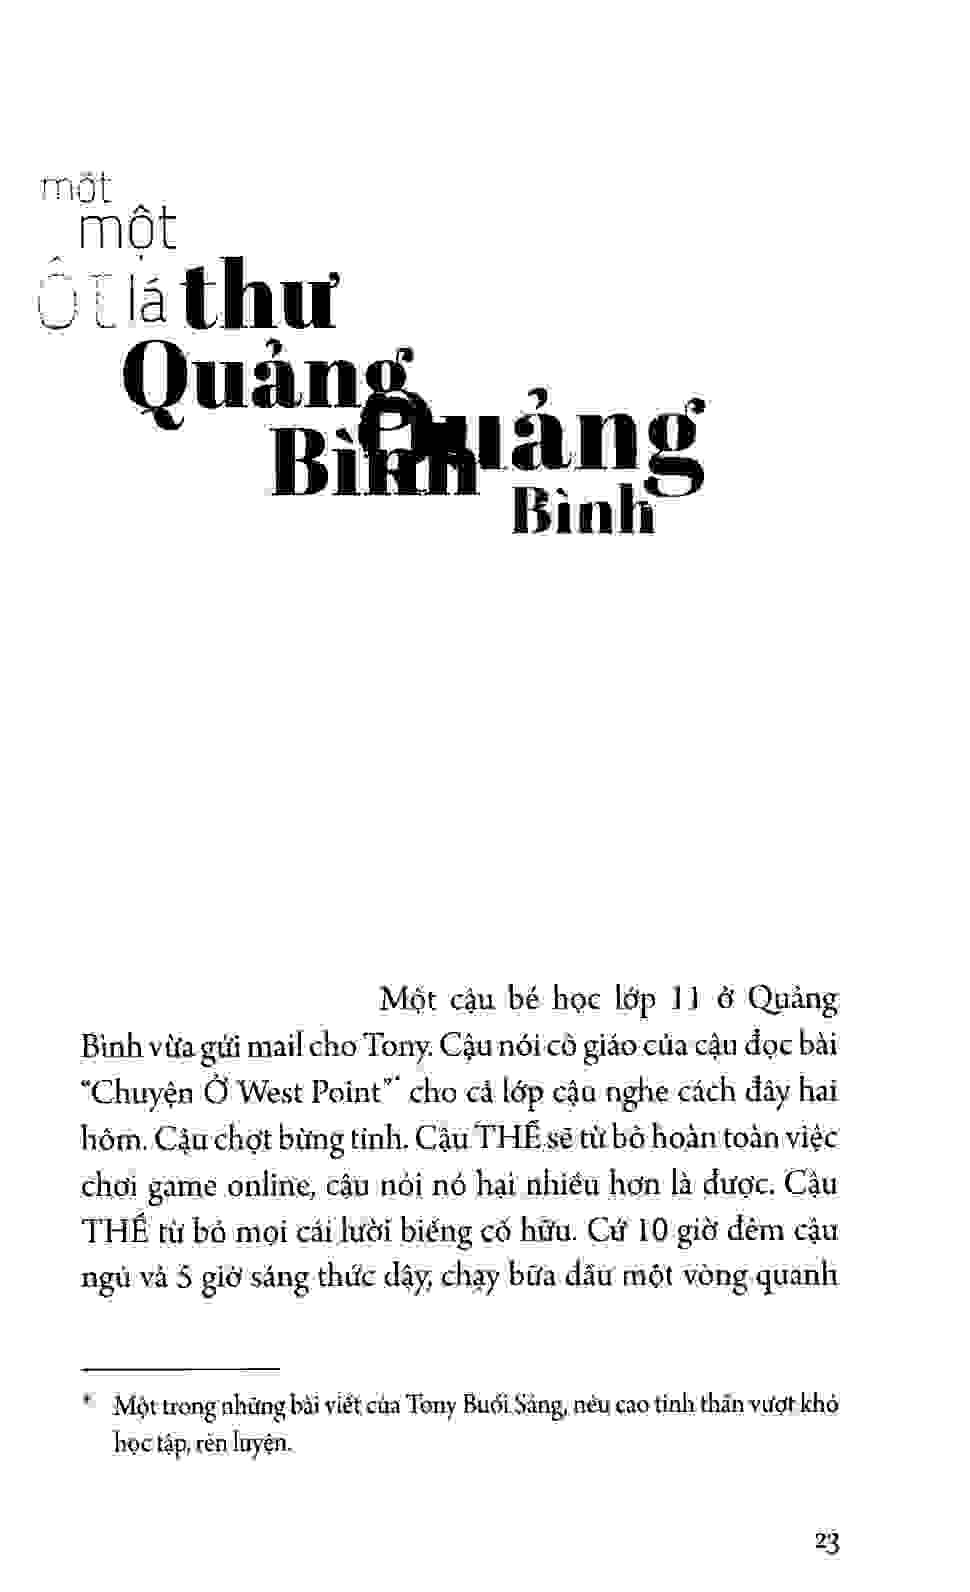 một
một
ột lá thư
Quảng
Bình Quảng
Bình
Một cậu bé học lớp 11 ở Quảng
Bình vừa gửi mail cho Tony. Cậu nói cô giáo của cậu đọc bài
“Chuyện Ở West Point”* cho cả lớp cậu nghe cách đây hai
hôm. Cậu chợt bừng tỉnh. Cậu THỀ sẽ từ bỏ hoàn toàn việc
chơi game online, cậu nói nó hại nhiều hơn là được. Cậu
THỀ từ bỏ mọi cái lười biếng cố hữu. Cứ 10 giờ đêm cậu
ngủ và 5 giờ sáng thức dậy, chạy bữa đầu một vòng quanh
* Một trong những bài viết của Tony Buổi Sáng, nêu cao tinh thần vượt khó
học tập, rèn luyện.
23